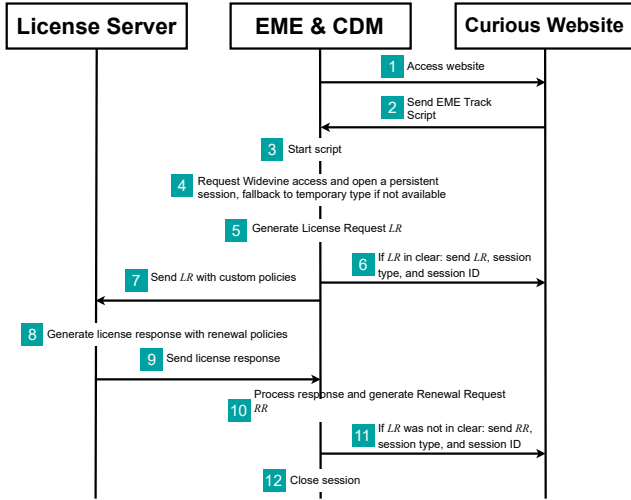 License Server
EME & CDM
Curious Website
1 Access website
2 Send EME Track
Script
3 Start script
4 Request Widevine access and open a persistent
session, fallback to temporary type if not available
5 Generate License Request LR
6 If LR in clear: send LR, session
type, and session ID
7 Send LR with custom policies
8 Generate license response with renewal policies
9 Send license response
10 Process response and generate Renewal Request
RR
11 If LR was not in clear: send RR,
session type, and session ID
12 Close session